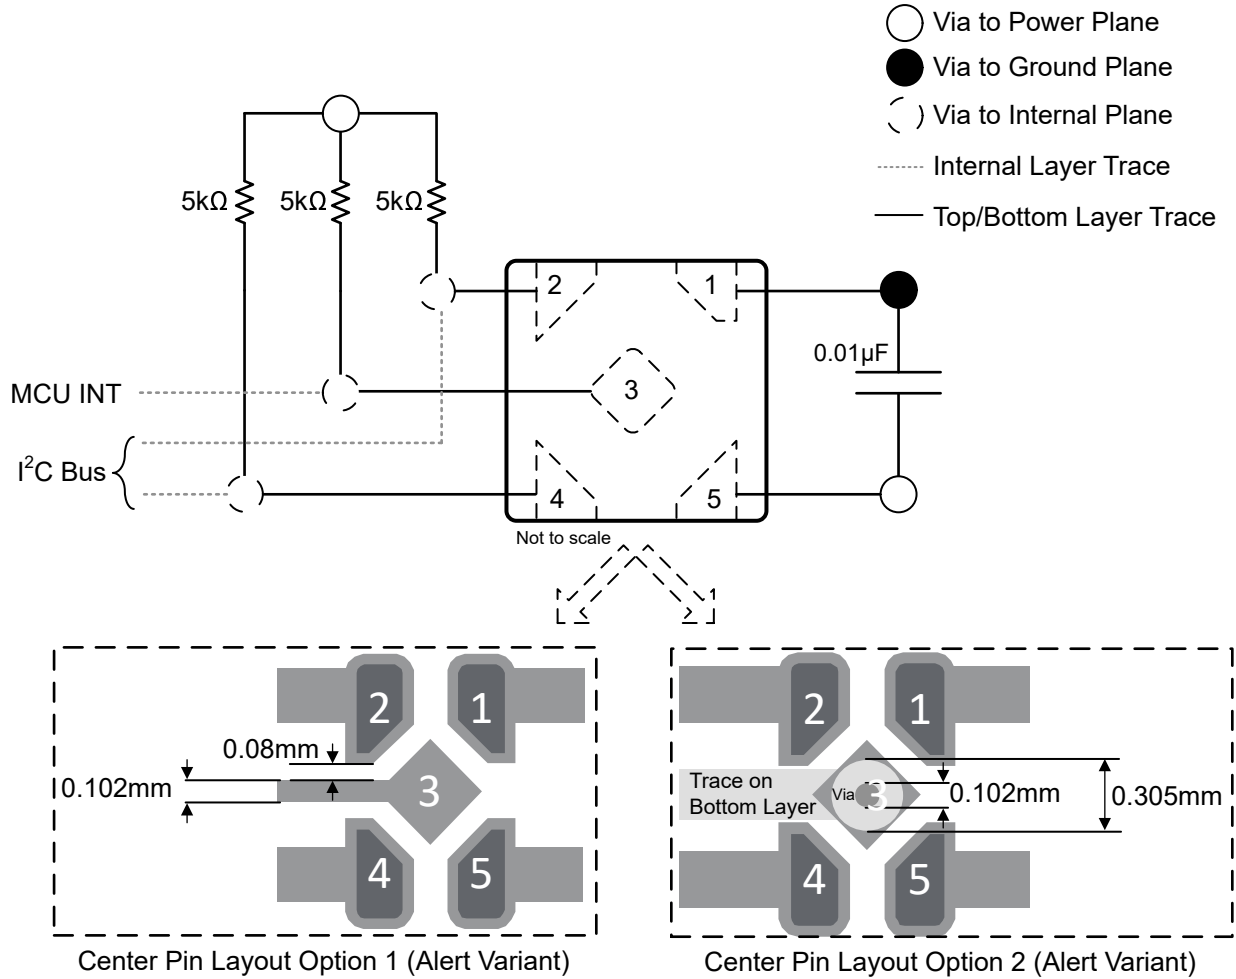 Via to Power Plane
Via to Ground Plane
Via to Internal Plane
Internal Layer Trace
Top/Bottom Layer Trace
5kΩ
5kΩ
5kΩ
2
1
0.01µF
MCU INT
3
I²C Bus
4
5
Not to scale
2
1
0.08mm
0.102mm
3
4
5
Center Pin Layout Option 1 (Alert Variant)
2
1
Trace on
Bottom Layer
Via
3
0.102mm
0.305mm
4
5
Center Pin Layout Option 2 (Alert Variant)